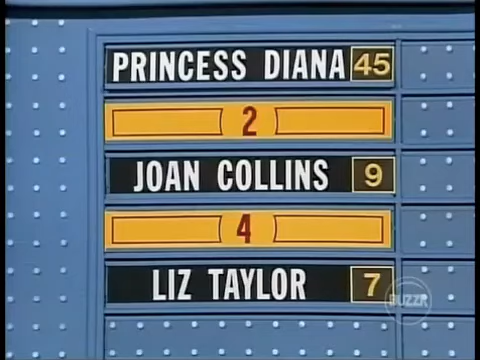 PRINCESS DIANA 45
2
JOAN COLLINS 9
4
LIZ TAYLOR 7
BUZZR